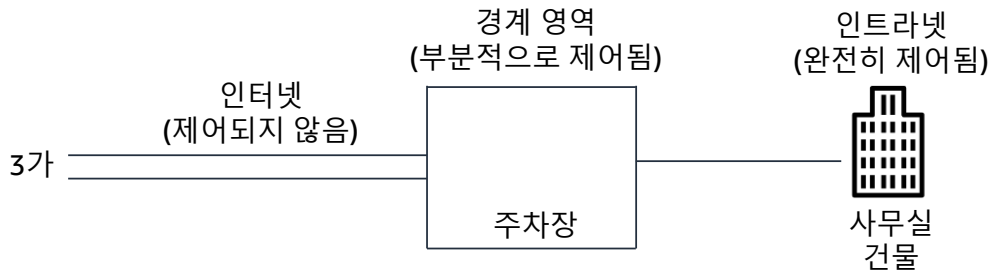 3가
인터넷
(제어되지 않음)
경계 영역
(부분적으로 제어됨)
주차장
인트라넷
(완전히 제어됨)
사무실
건물